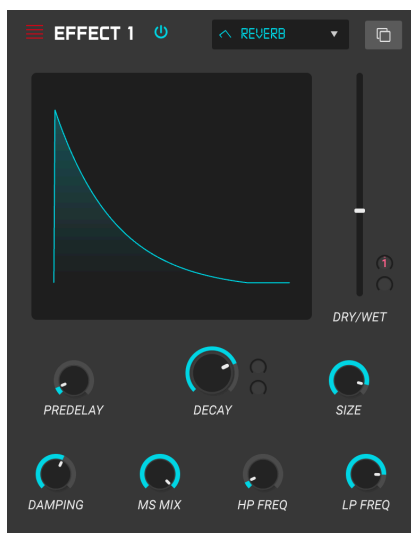 EFFECT 1
REVERB
1
DRY/WET
PREDELAY
DECAY
SIZE
DAMPING
MS MIX
HP FREQ
LP FREQ